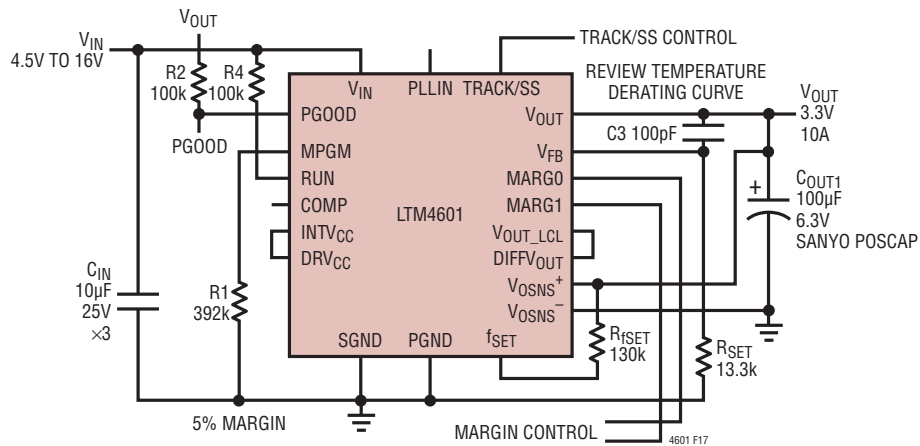 VOUT
VIN
4.5V TO 16V
R2
100k
R4
100k
PGOOD
TRACK/SS CONTROL
REVIEW TEMPERATURE
DERATING CURVE
VIN
PLLIN
TRACK/SS
PGOOD
MPGM
RUN
COMP
INTVCC
DRVCC
LTM4601
VOUT
VFB
MARG0
MARG1
VOUT_LCL
DIFFVOUT
VOSNS+
VOSNS–
SGND
PGND
fSET
C3 100pF
VOUT
3.3V
10A
+
COUT1
100µF
6.3V
SANYO POSCAP
CIN
10µF
25V
×3
R1
392k
RfSET
130k
RSET
13.3k
5% MARGIN
MARGIN CONTROL
4601 F17